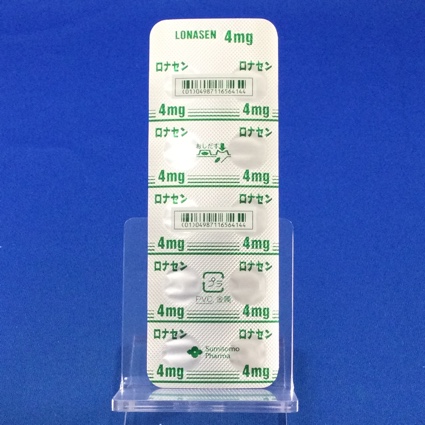 LONASEN 4mg
ロナセン ロナセン
(01)04987116564144
4mg 4mg
ロナセン ロナセン
おしだす
4mg 4mg
ロナセン ロナセン
(01)04987116564144
4mg 4mg
ロナセン ロナセン
プラ
PVC 金属
4mg 4mg
ロナセン ロナセン
Sumitomo
Pharma
4mg 4mg